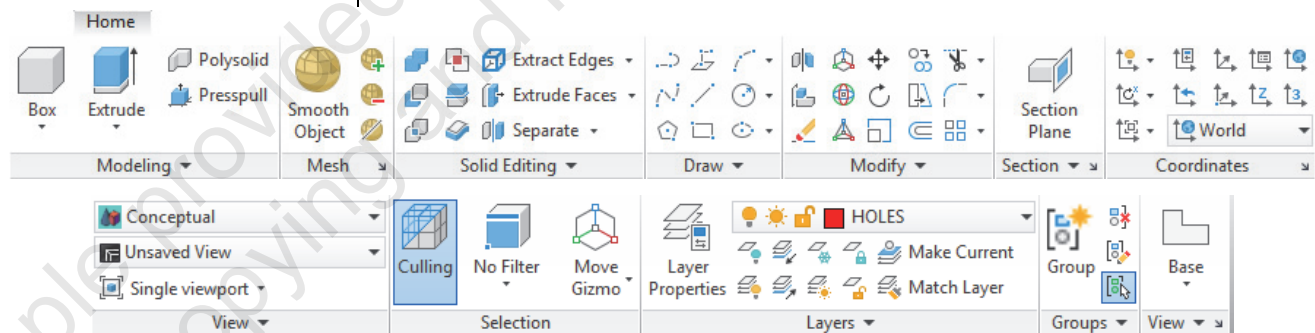 Home
Box
Extrude
Polysolid
Presspull
Modeling
Smooth
Object
Mesh
Extract Edges
Extrude Faces
Separate
Solid Editing
Draw
Modify
Section
Plane
Section
World
Coordinates
Conceptual
Unsaved View
Single viewport
View
Culling
No Filter
Move
Gizmo
Selection
Layer
Properties
HOLES
Make Current
Match Layer
Layers
Group
Groups
Base
View